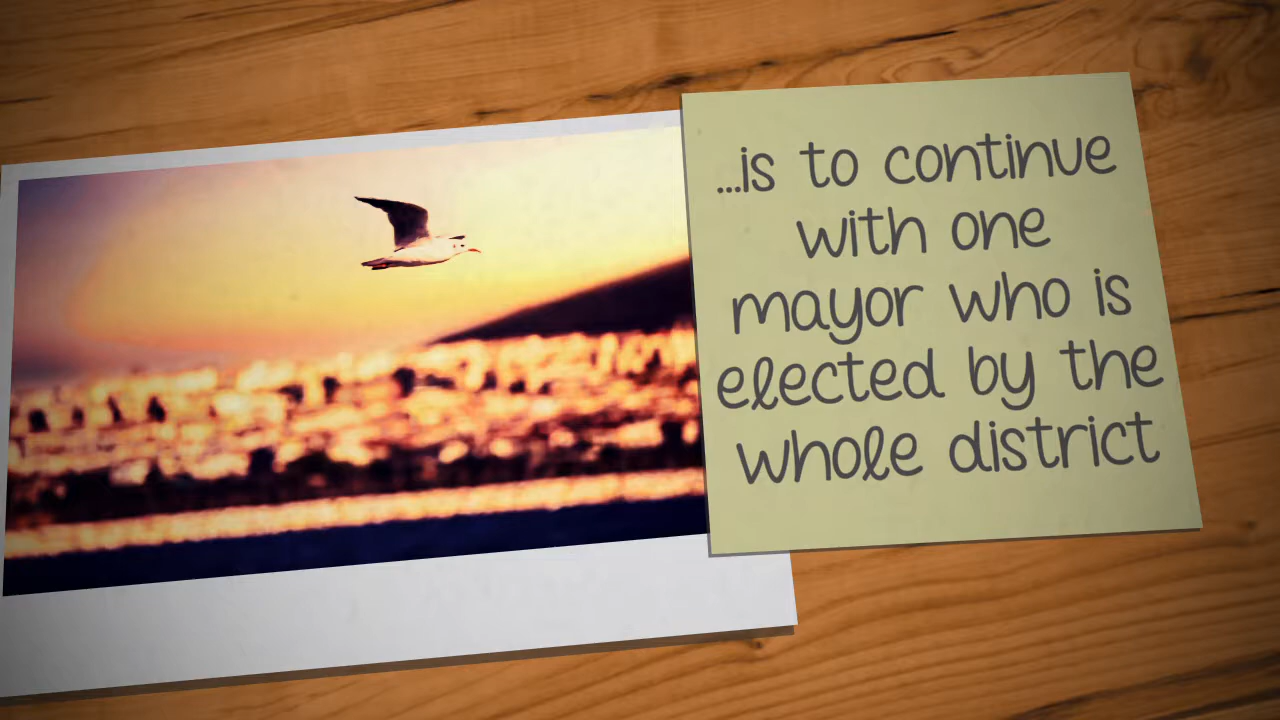 ...is to continue
with one
mayor who is
elected by the
whole district